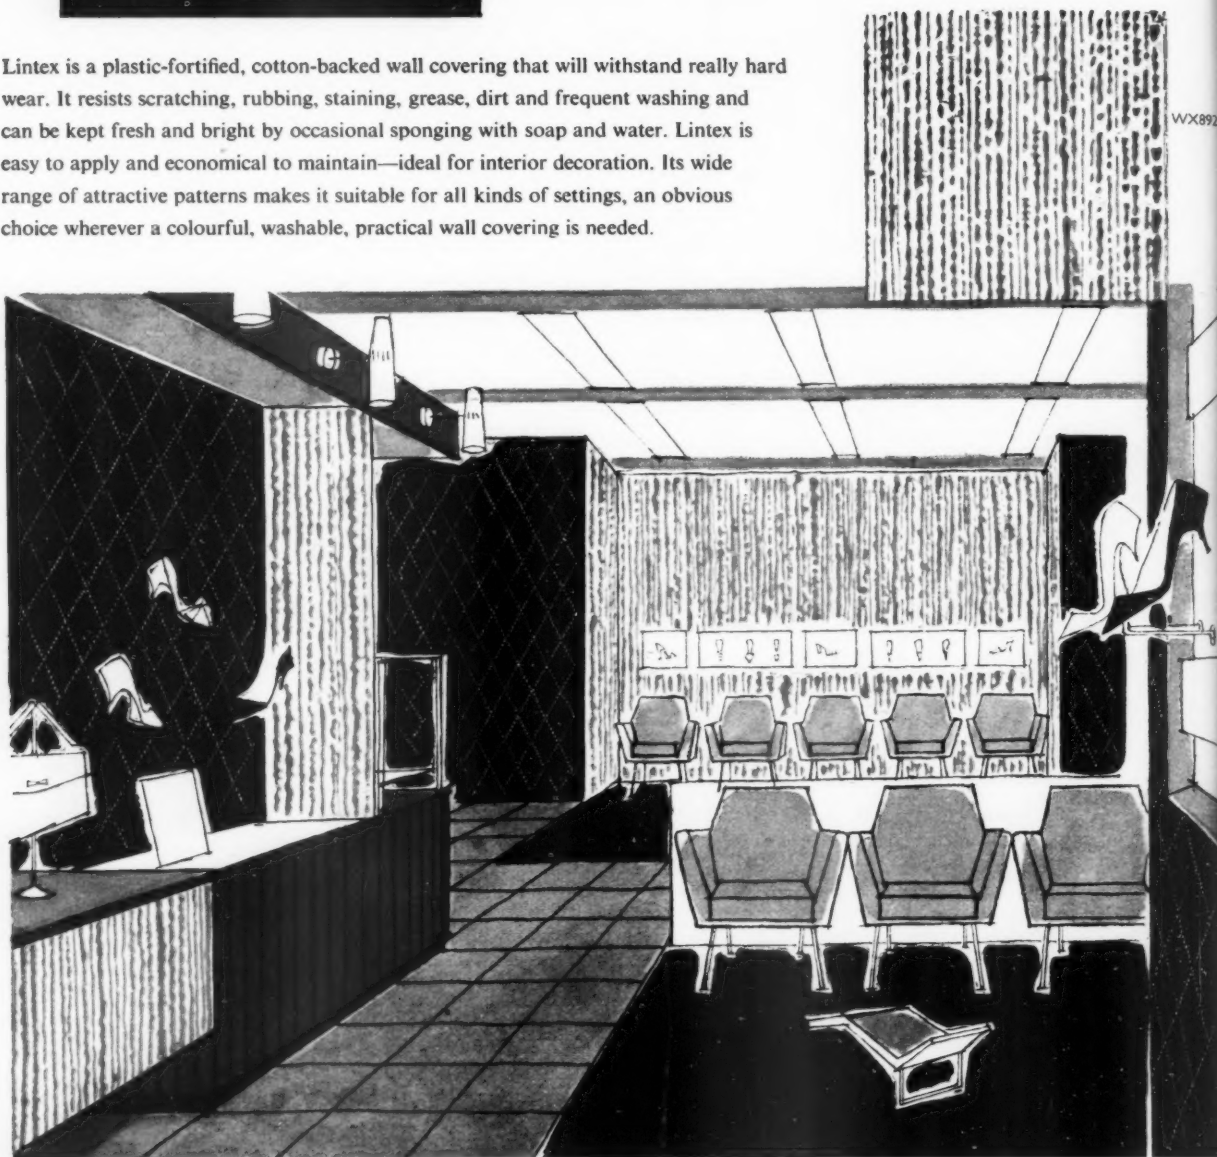 Lintex is a plastic-fortified, cotton-backed wall covering that will withstand really hard
wear. It resists scratching, rubbing, staining, grease, dirt and frequent washing and
can be kept fresh and bright by occasional sponging with soap and water. Lintex is
easy to apply and economical to maintain—ideal for interior decoration. Its wide
range of attractive patterns makes it suitable for all kinds of settings, an obvious
choice wherever a colourful, washable, practical wall covering is needed.
WX892